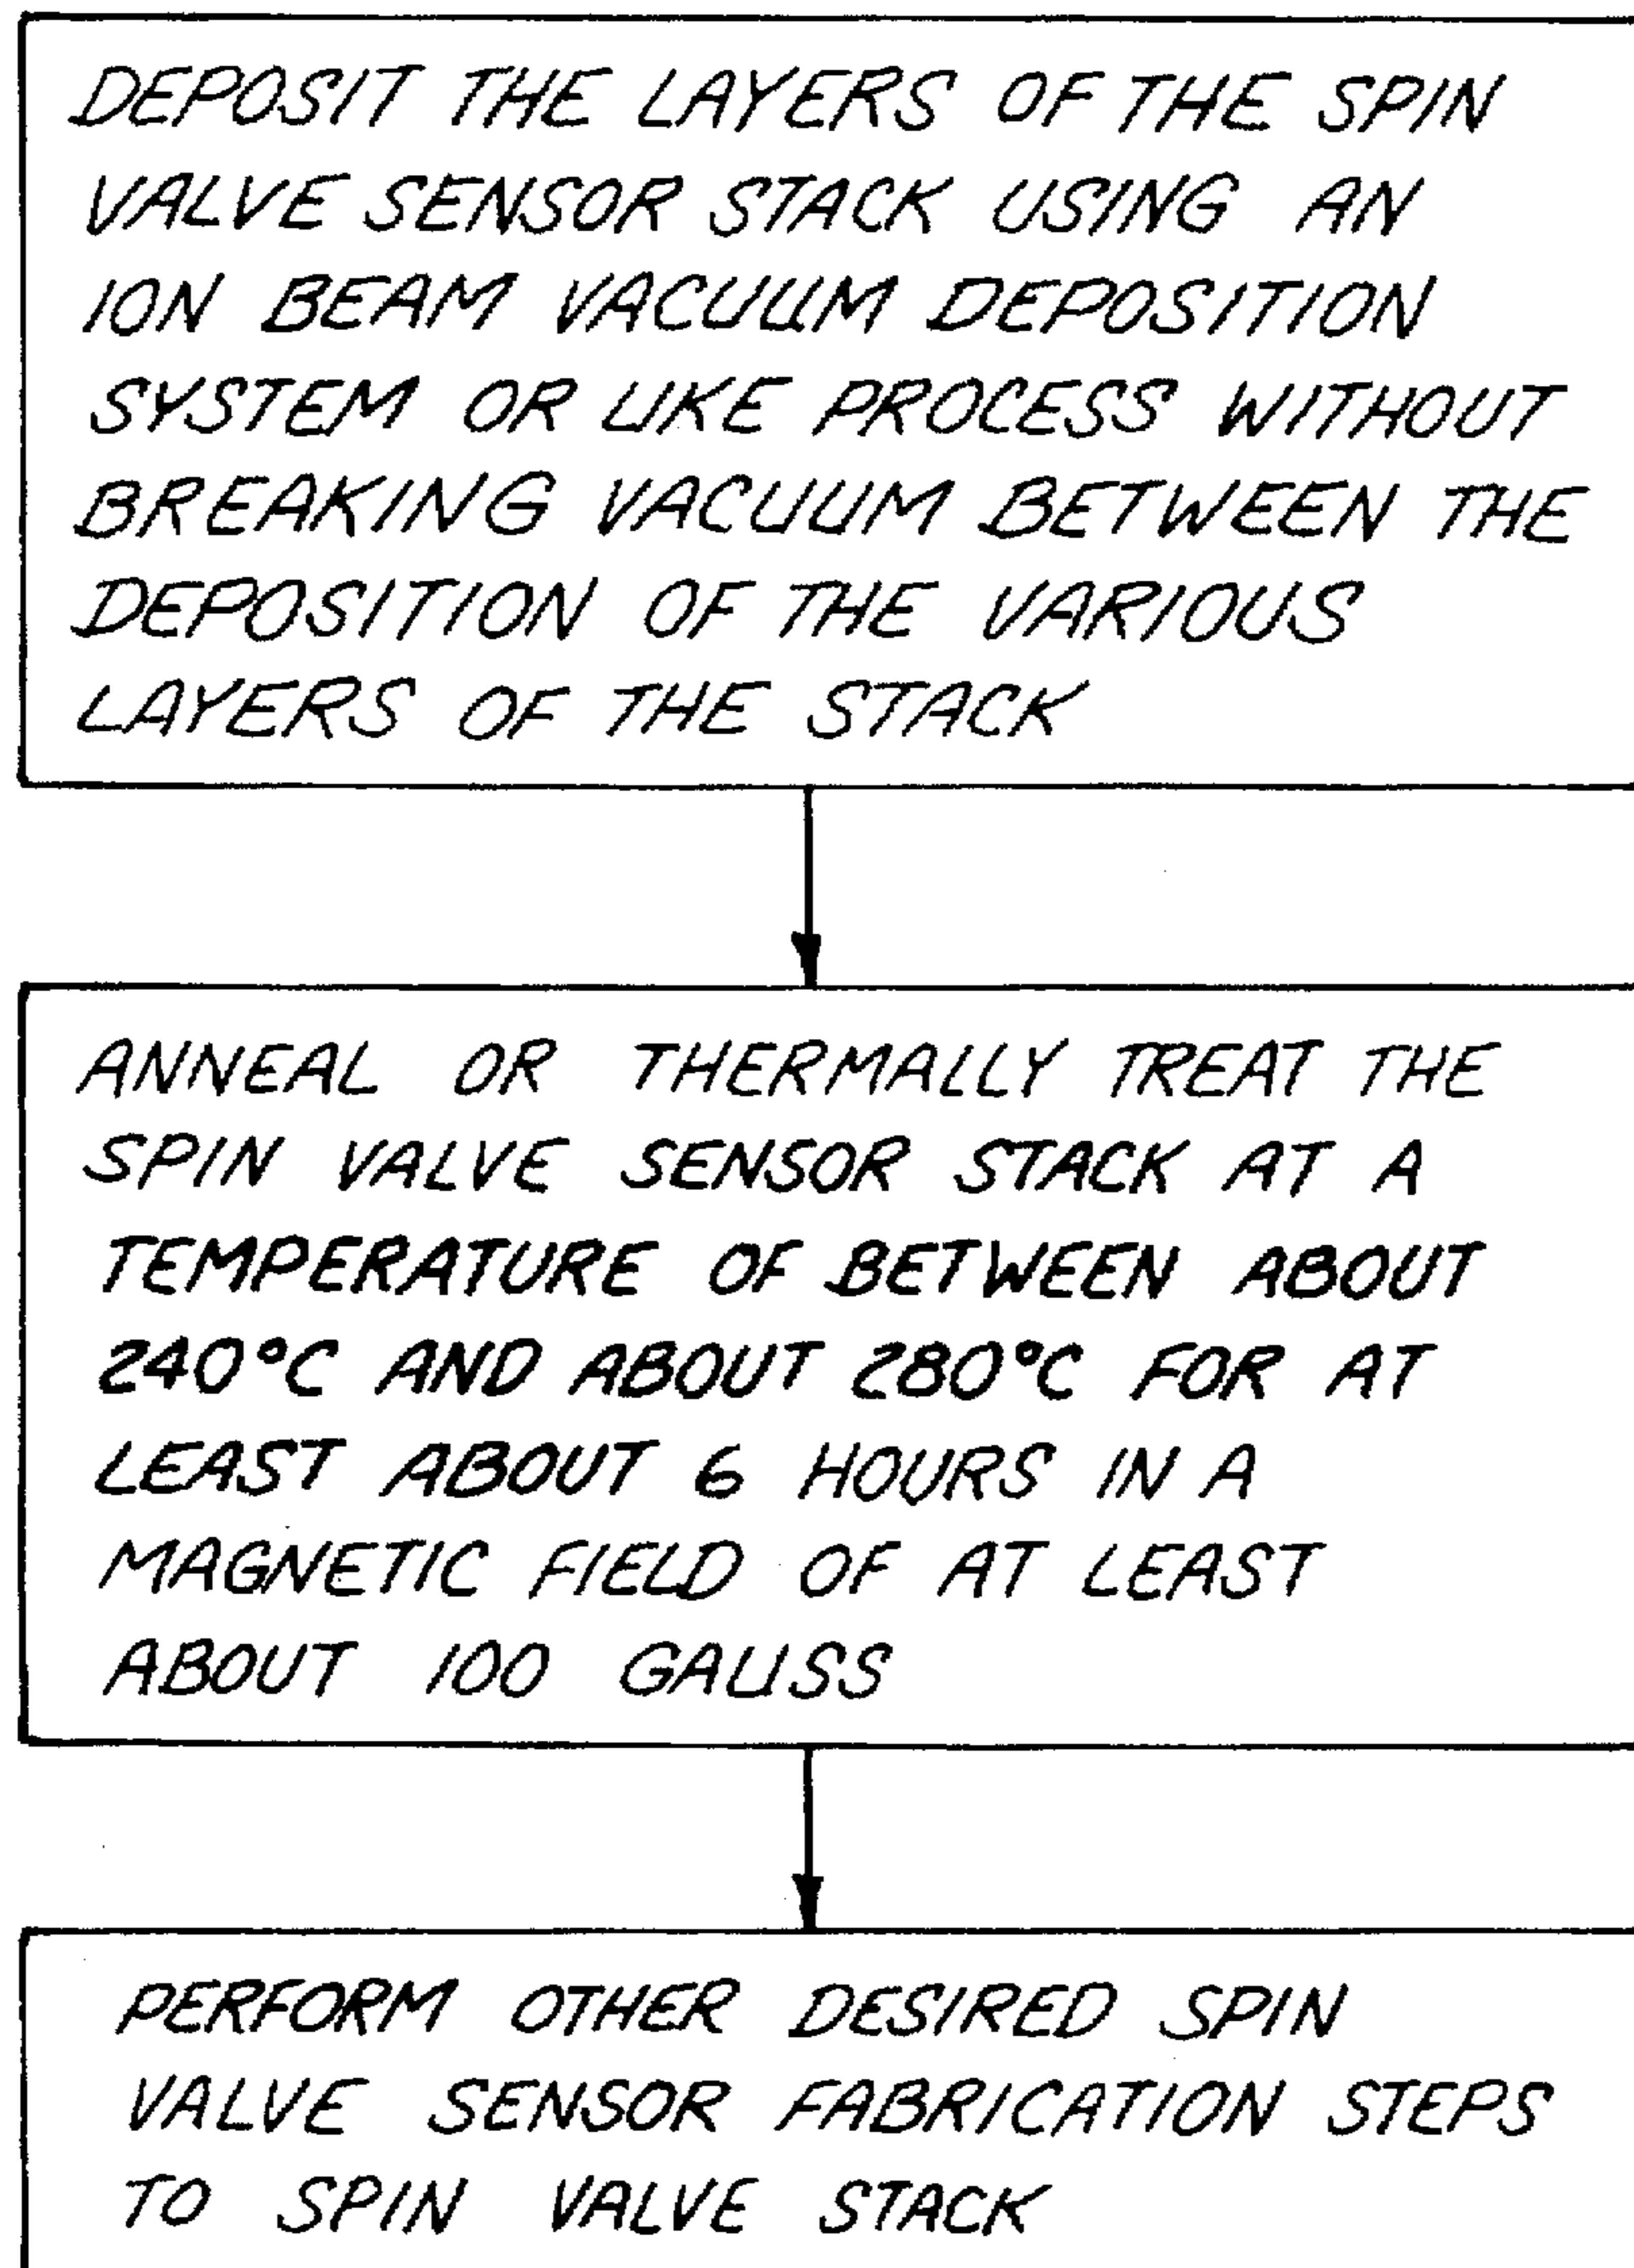 DEPOSIT THE LAYERS OF THE SPIN
VALVE SENSOR STACK USING AN
ION BEAM VACUUM DEPOSITION
SYSTEM OR LIKE PROCESS WITHOUT
BREAKING VACUUM BETWEEN THE
DEPOSITION OF THE VARIOUS
LAYERS OF THE STACK
ANNEAL OR THERMALLY TREAT THE
SPIN VALVE SENSOR STACK AT A
TEMPERATURE OF BETWEEN ABOUT
240°C AND ABOUT 280°C FOR AT
LEAST ABOUT 6 HOURS IN A
MAGNETIC FIELD OF AT LEAST
ABOUT 100 GAUSS
PERFORM OTHER DESIRED SPIN
VALVE SENSOR FABRICATION STEPS
TO SPIN VALVE STACK